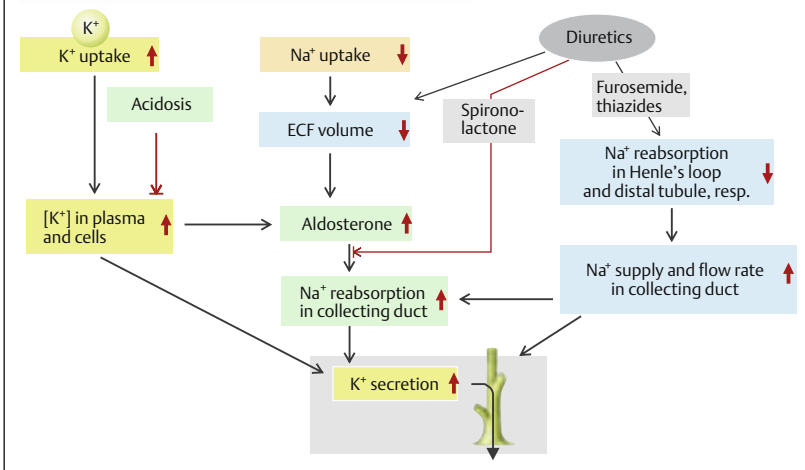 K⁺
K⁺ uptake
Na⁺ uptake
Diuretics
Acidosis
ECF volume
Spirono-
lactone
Furosemide,
thiazides
Na⁺ reabsorption
in Henle's loop
and distal tubule, resp.
[K⁺] in plasma
and cells
Aldosterone
Na⁺ reabsorption
in collecting duct
Na⁺ supply and flow rate
in collecting duct
K⁺ secretion